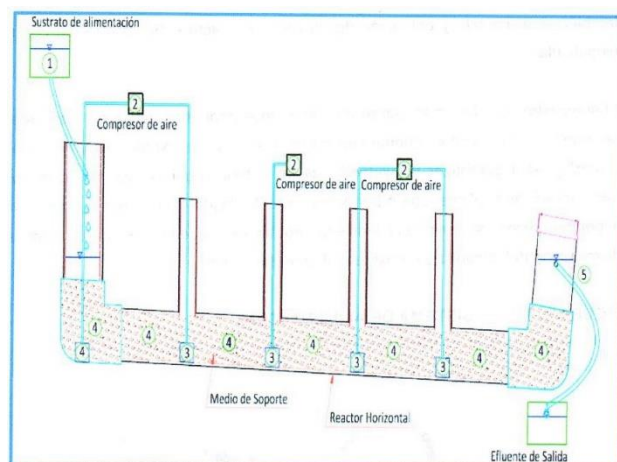 Sustrato de alimentación
1
2
Compresor de aire
2
Compresor de aire
2
Compresor de aire
5
4
4
4
4
4
4
4
3
3
3
3
Medio de Soporte
Reactor Horizontal
Efluente de Salida